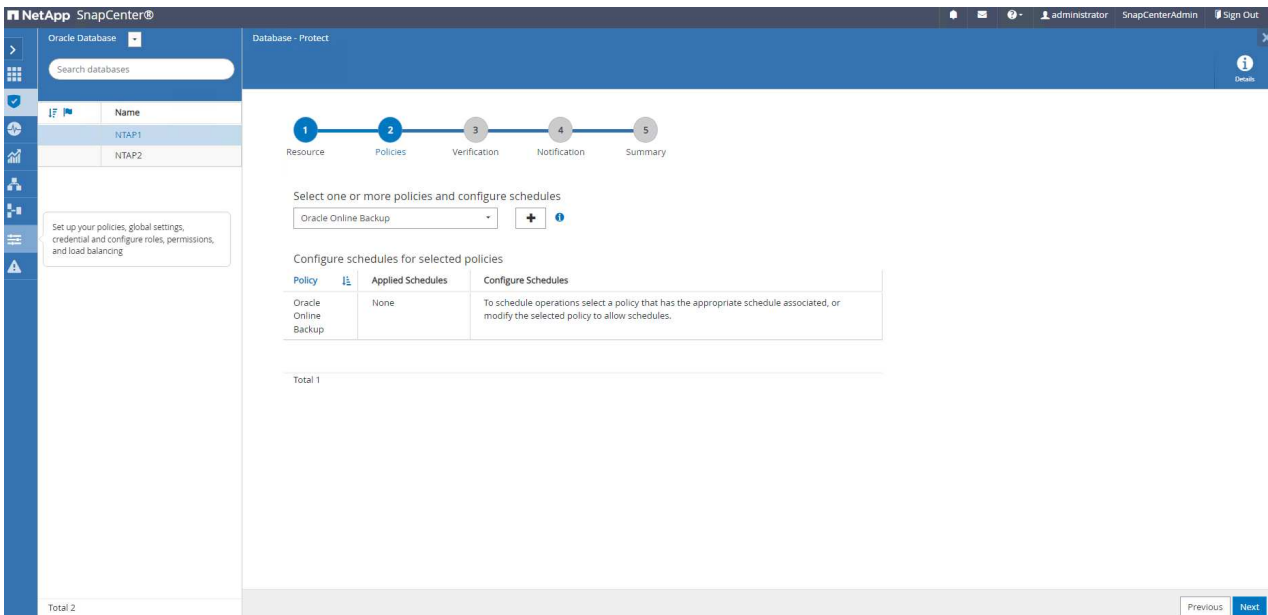 NetApp SnapCenter®
administrator SnapCenterAdmin Sign Out
Oracle Database
Search databases
Name
NTAP1
NTAP2
Set up your policies, global settings,
credential and configure roles, permissions,
and load balancing
Total 2
Database - Protect
Details
1 2 3 4 5
Resource Policies Verification Notification Summary
Select one or more policies and configure schedules
Oracle Online Backup
Configure schedules for selected policies
Policy Applied Schedules Configure Schedules
Oracle
Online
Backup
None
To schedule operations select a policy that has the appropriate schedule associated, or
modify the selected policy to allow schedules.
Total 1
Previous Next